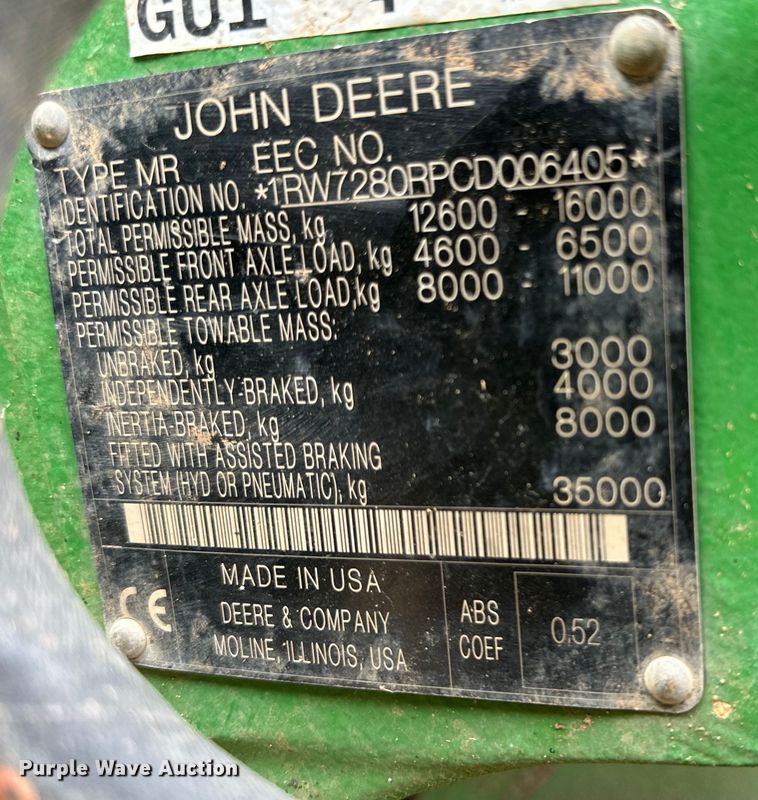 GUI
JOHN DEERE
TYPE MR EEC NO.
IDENTIFICATION NO. *1RW7280RPCD006405*
TOTAL PERMISSIBLE MASS, kg 12600 - 16000
PERMISSIBLE FRONT AXLE LOAD, kg 4600 - 6500
PERMISSIBLE REAR AXLE LOAD,kg 8000 - 11000
PERMISSIBLE TOWABLE MASS:
UNBRAKED, kg 3000
INDEPENDENTLY-BRAKED, kg 4000
INERTIA-BRAKED, kg 8000
FITTED WITH ASSISTED BRAKING
SYSTEM (HYD OR PNEUMATIC), kg 35000
CE
MADE IN USA
DEERE & COMPANY
MOLINE, ILLINOIS, USA
ABS
COEF
0.52
Purple Wave Auction